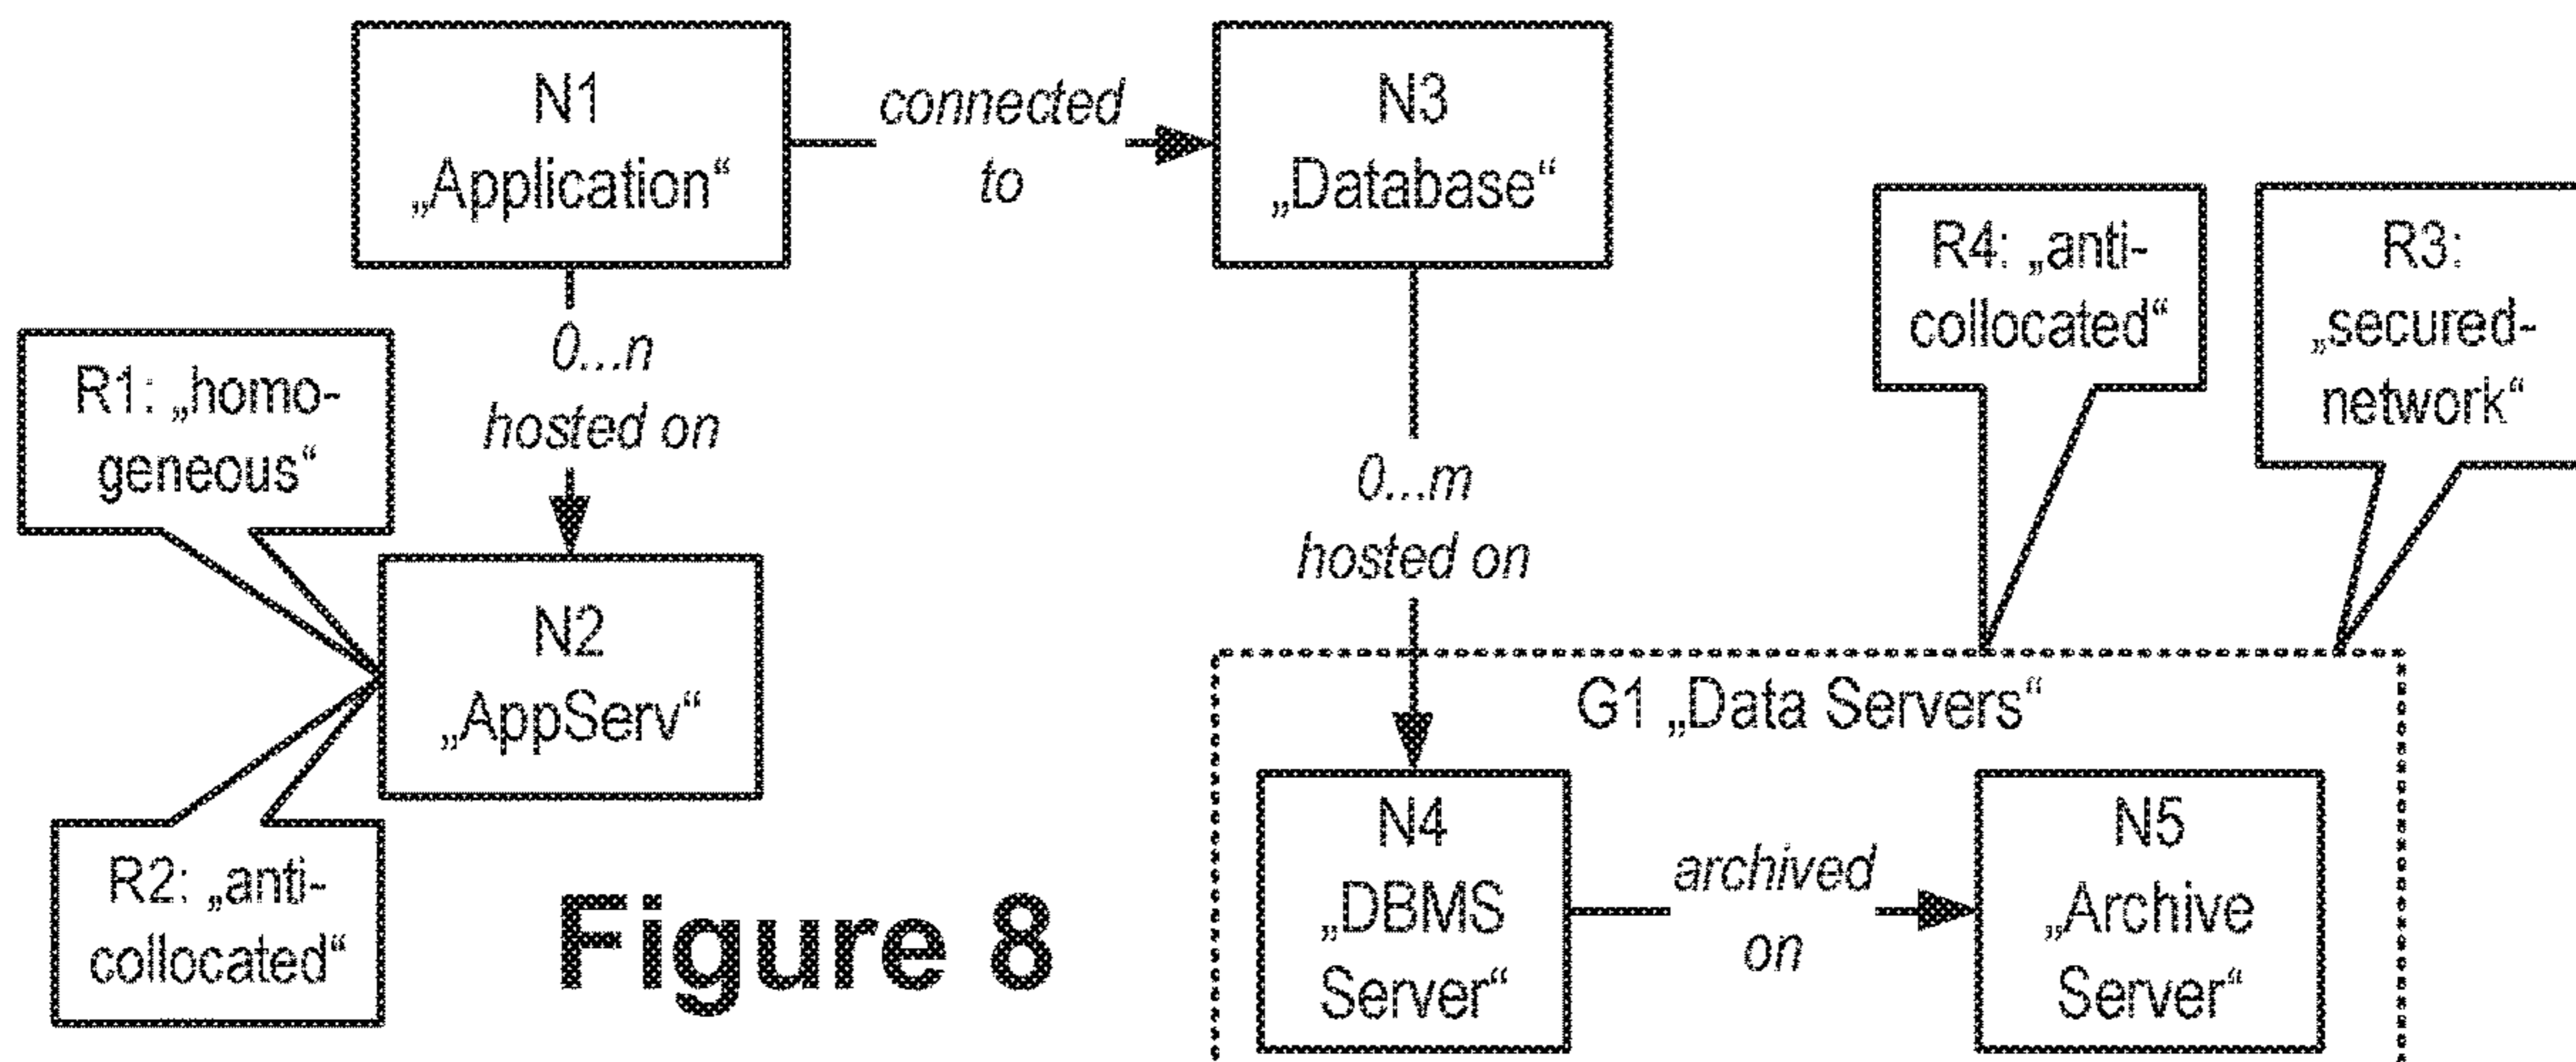 N1
„Application“
connected
to
N3
„Database“
R4: „anti-
collocated“
R3:
„secured-
network“
0...n
hosted on
R1: „homo-
geneous“
0...m
hosted on
N2
„AppServ“
G1 „Data Servers“
R2: „anti-
collocated“
N4
„DBMS
Server“
archived
on
N5
„Archive
Server“
Figure 8